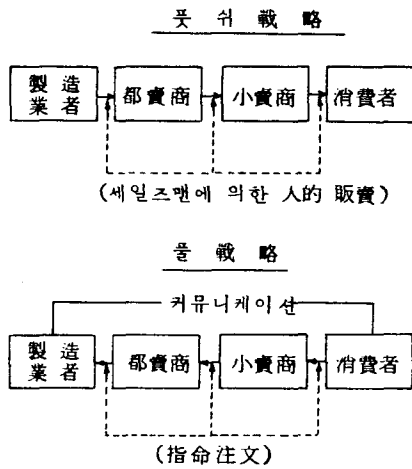 풋 쉬 戰 略
製 造
業 者
都賣商
小賣商
消費者
(세일즈맨에 의한 人的 販賣)
풀 戰 略
커뮤니케이션
製 造
業 者
都賣商
小賣商
消費者
(指命注文)